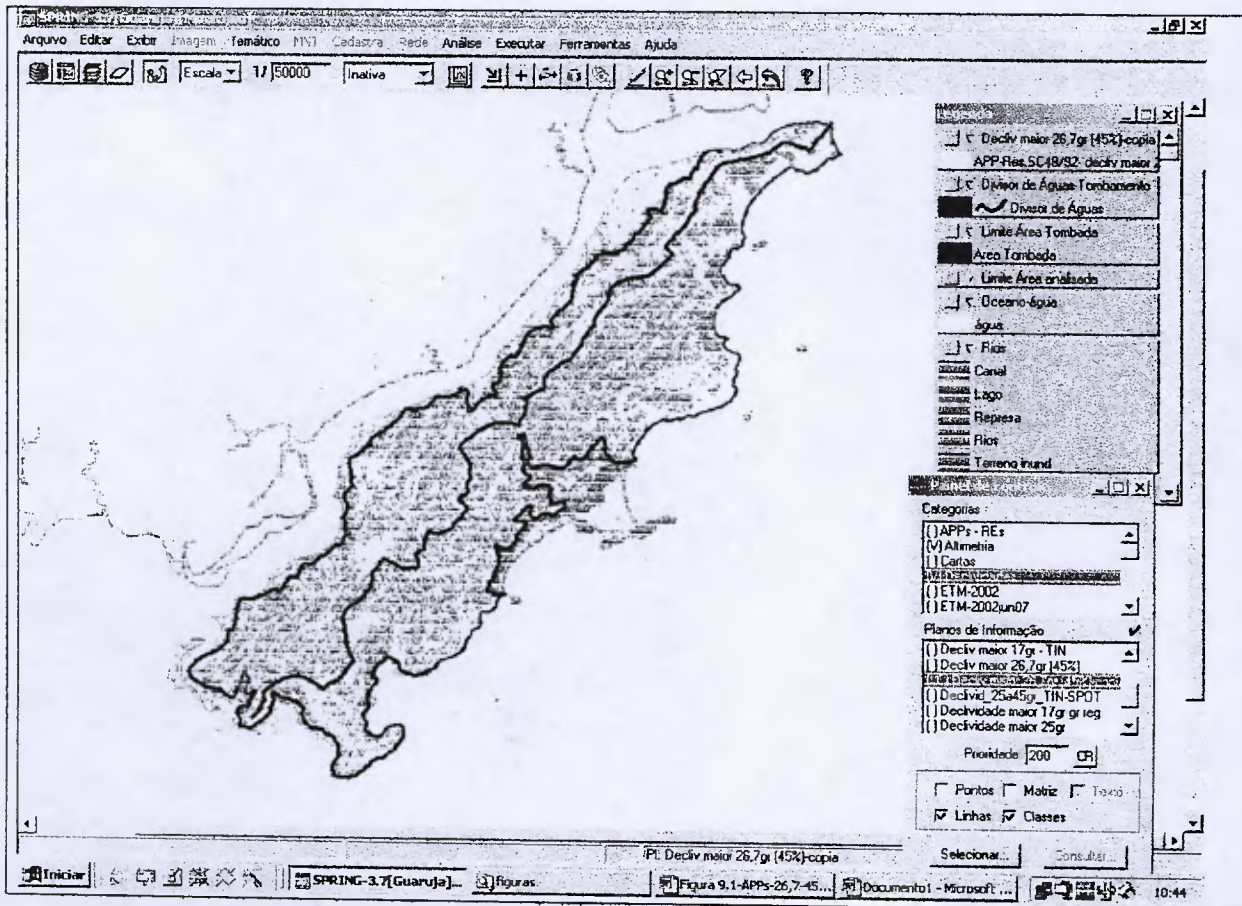 Arquivo Editar Exibir Imagem Temático MNT Cadastral Rede Análise Executar Ferramentas Ajuda
Escala 1/ 50000 Inativa
Decliv maior 26,7gr (45%)-copia
APP-Res.SC48/92- decliv maior 2
Divisor de Águas-Tombamento
Divisor de Águas
Limite Área Tombada
Area Tombada
Limite Área analisada
Oceano-água
água
Rios
Canal
Lago
Represa
Rios
Terreno inund
Categorias
( ) APPs - REs
(V) Altimetria
( ) Cartas
( ) ETM-2002
( ) ETM-2002jun07
Planos de Informação
( ) Decliv maior 17gr - TIN
( ) Decliv maior 26,7gr (45%)
( ) Declivid_25a45gr_TIN-SPOT
( ) Declividade maior 17gr gr reg
( ) Declividade maior 25gr
Prioridade 200 CR
Pontos Matriz Texto
Linhas Classes
Selecionar... Consultar...
PI: Decliv maior 26,7gr (45%)-copia
Iniciar SPRING-3.7[Guaruja]... figuras Figura 9.1-APPs-26,7-45... Documento1 - Microsoft ... 10:44